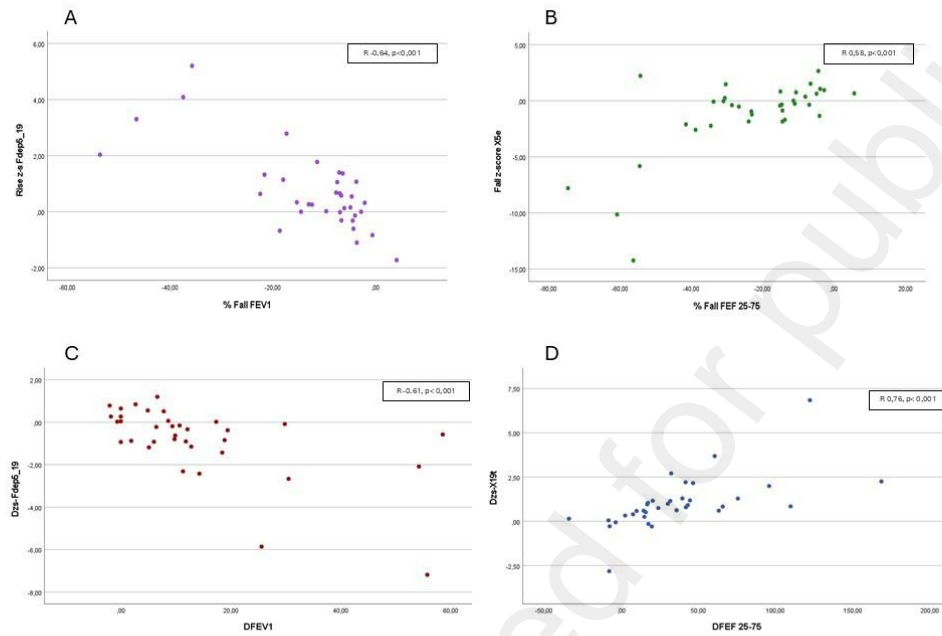 A
6,00
4,00
2,00
,00
-2,00
-60,00 -40,00 -20,00 ,00
Rise z-s Fdep5_19
% Fall FEV1
R -0.64, p<0,001
B
5,00
,00
-5,00
-10,00
-15,00
-80,00 -60,00 -40,00 -20,00 ,00 20,00
Fall z-score X5e
% Fall FEF 25-75
R 0,58, p<0,001
C
2,00
,00
-2,00
-4,00
-6,00
-8,00
,00 20,00 40,00 60,00
Dzs-Fdep5_19
DFEV1
R-0.61, p< 0,001
D
7,50
5,00
2,50
,00
-2,50
-50,00 ,00 50,00 100,00 150,00 200,00
Dzs-X19t
DFEF 25-75
R 0,76, p< 0,001
ed for publi